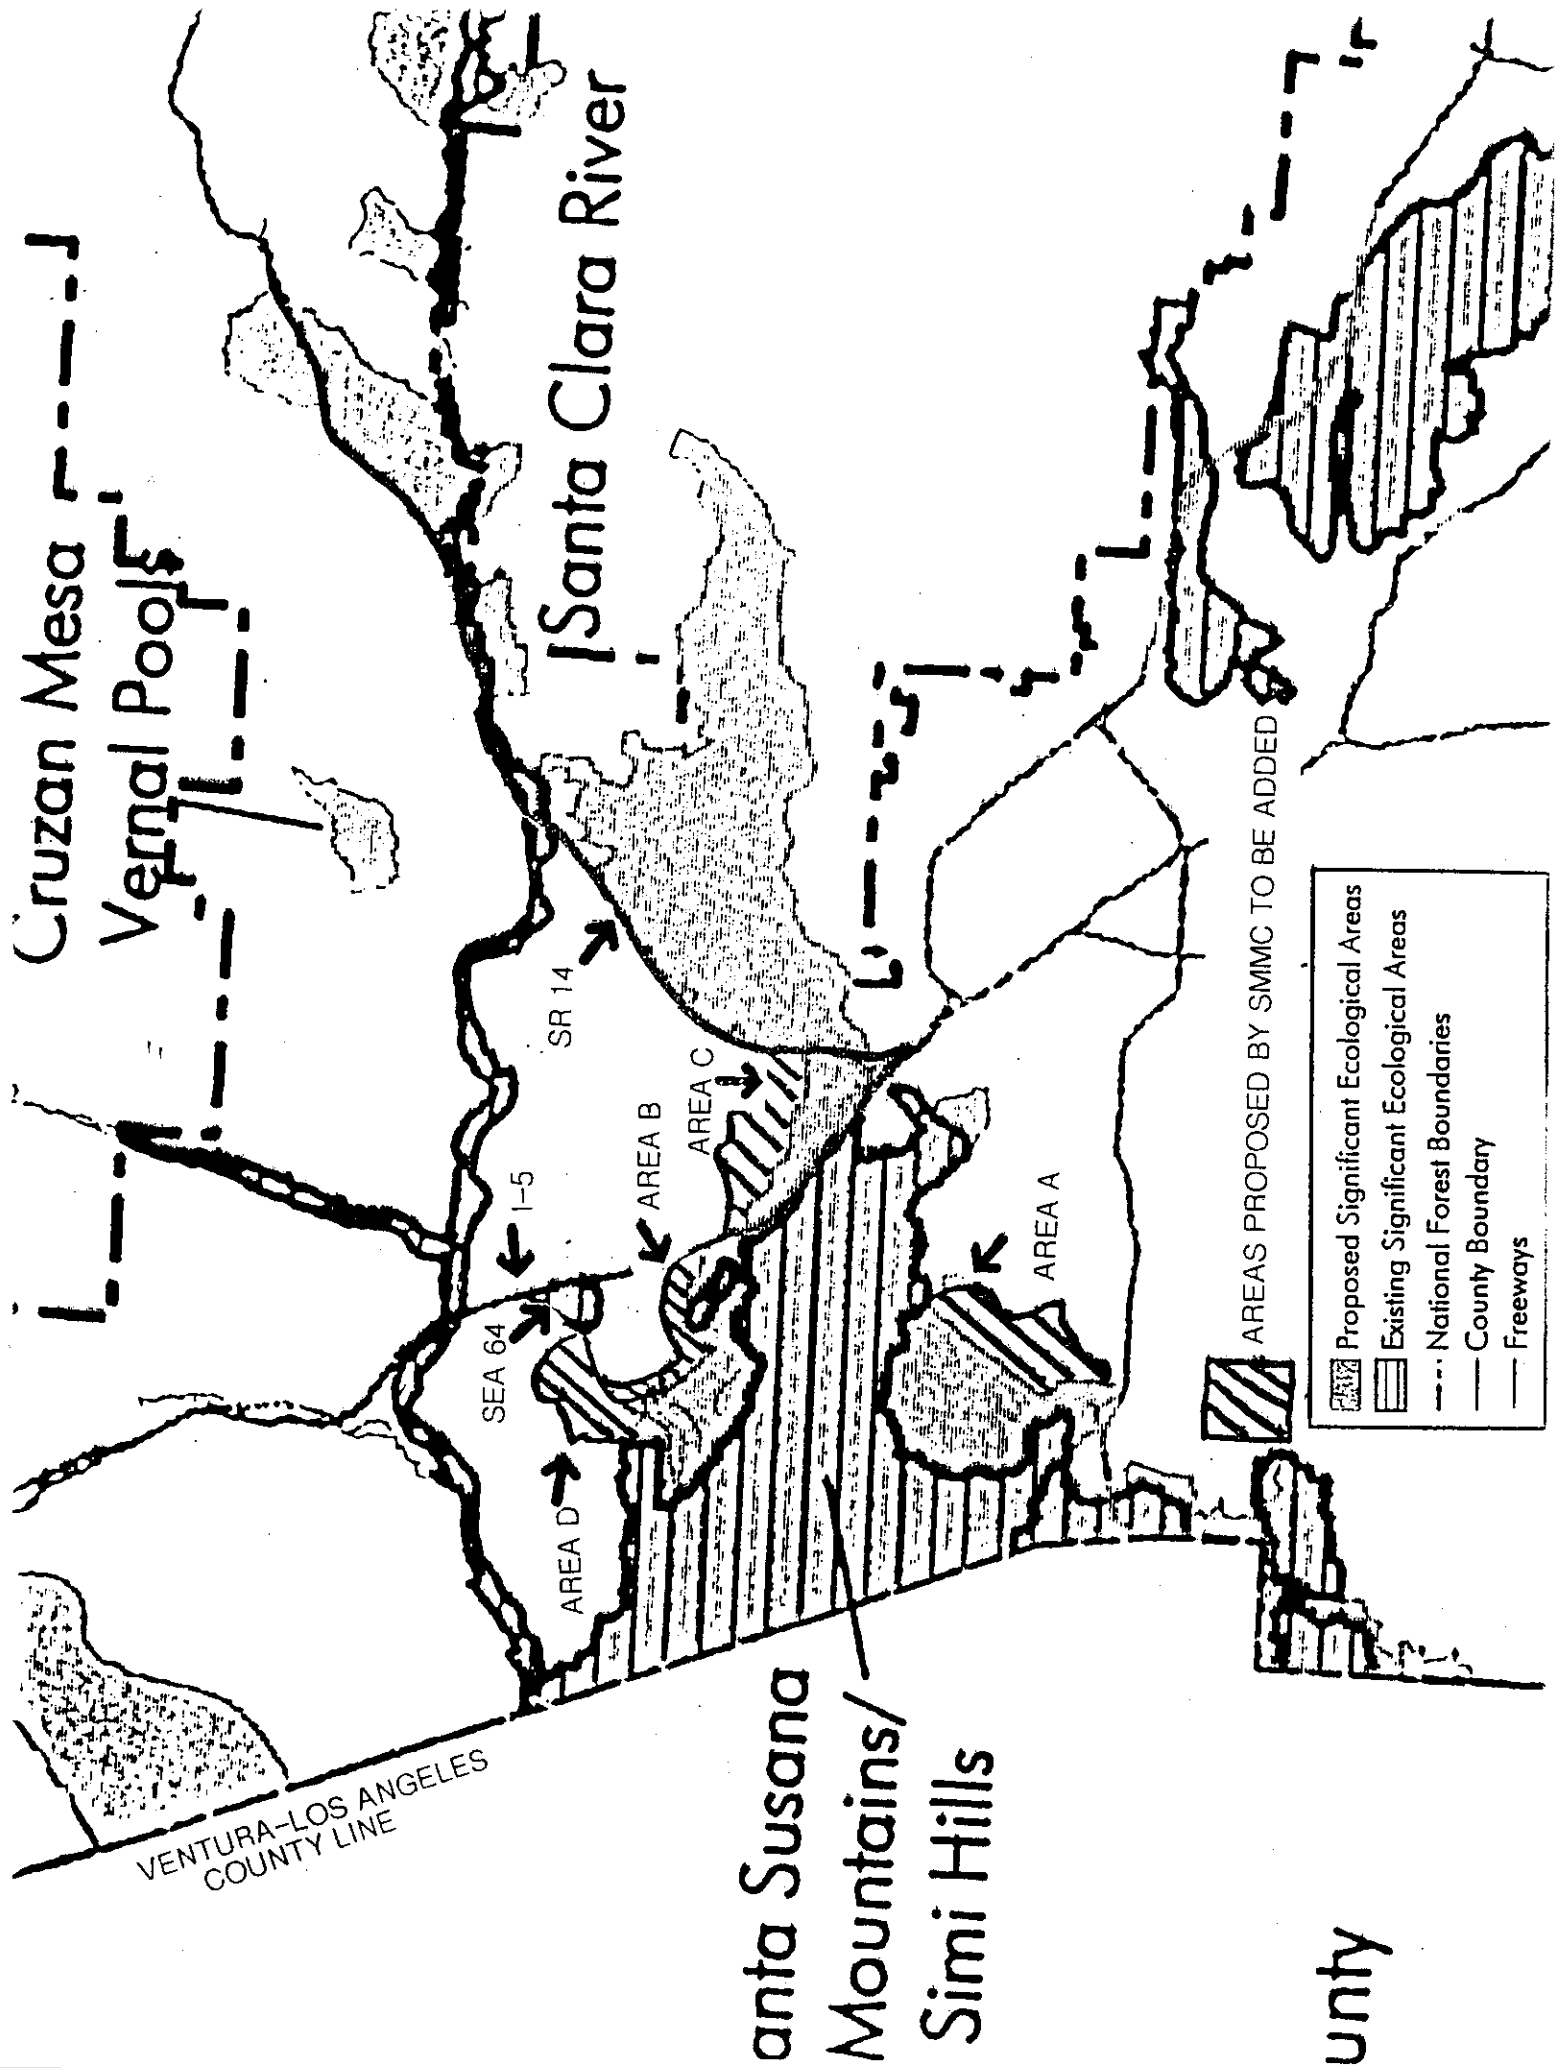 Cruzan Mesa
Vernal Pools
Santa Clara River
SR 14
I-5
AREA C
AREA B
SEA 64
AREA D
AREA A
VENTURA-LOS ANGELES
COUNTY LINE
anta Susana
Mountains/
Simi Hills
= AREAS PROPOSED BY SMMC TO BE ADDED
Proposed Significant Ecological Areas
Existing Significant Ecological Areas
National Forest Boundaries
County Boundary
Freeways
unty